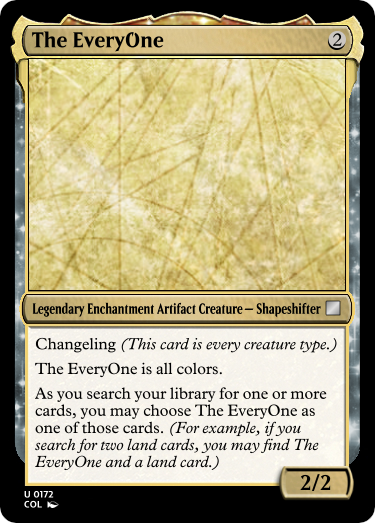 The EveryOne 2
Legendary Enchantment Artifact Creature — Shapeshifter
Changeling (This card is every creature type.)
The EveryOne is all colors.
As you search your library for one or more
cards, you may choose The EveryOne as
one of those cards. (For example, if you
search for two land cards, you may find The
EveryOne and a land card.)
2/2
U 0172
COL